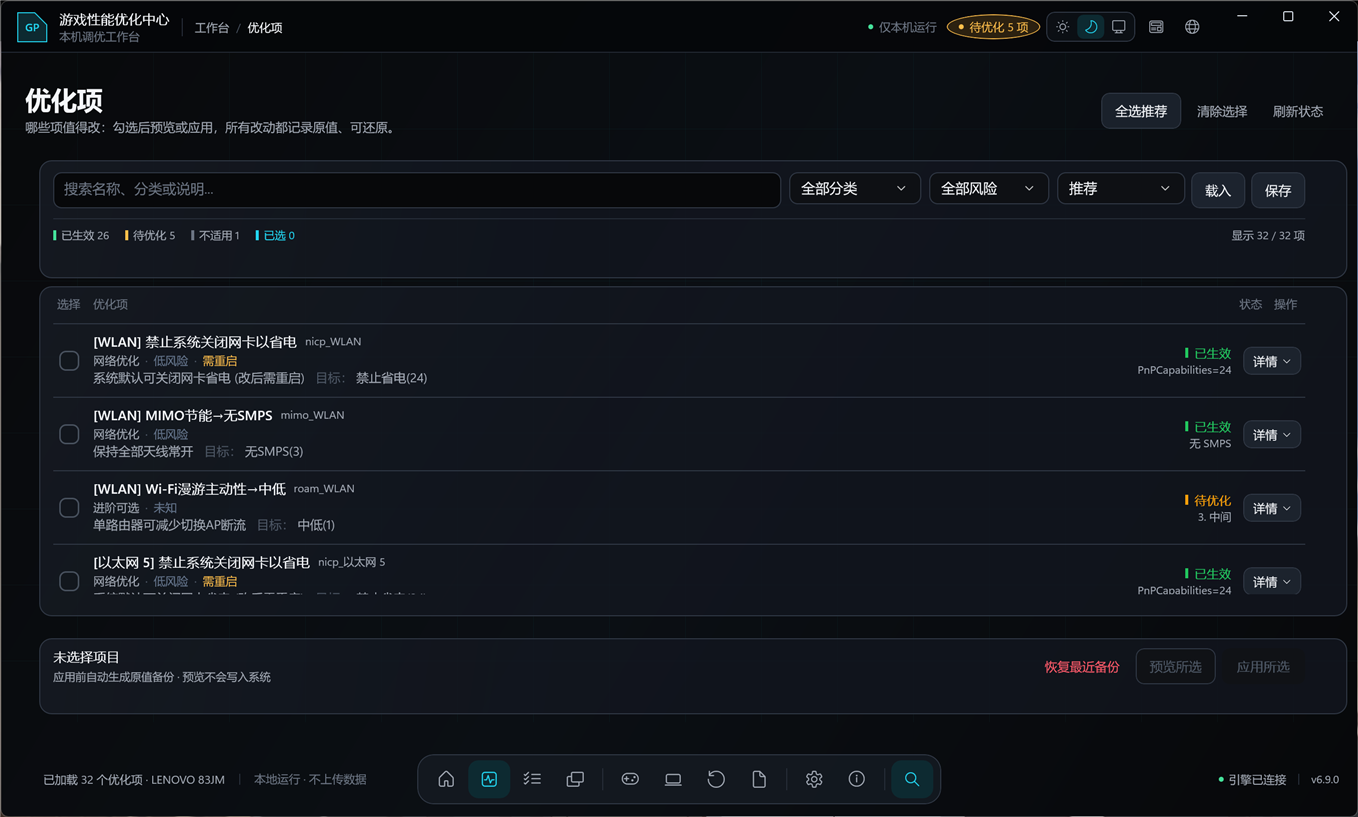 GP
游戏性能优化中心
本机调优工作台
工作台 / 优化项
仅本机运行
待优化 5 项
优化项
哪些项值得改：勾选后预览或应用，所有改动都记录原值、可还原。
全选推荐
清除选择
刷新状态
搜索名称、分类或说明...
全部分类
全部风险
推荐
载入
保存
已生效 26
待优化 5
不适用 1
已选 0
显示 32 / 32 项
选择 优化项 状态 操作
[WLAN] 禁止系统关闭网卡以省电 nicp_WLAN
网络优化 · 低风险 · 需重启
系统默认可关闭网卡省电 (改后需重启) 目标： 禁止省电(24)
已生效
PnPCapabilities=24
详情
[WLAN] MIMO节能→无SMPS mimo_WLAN
网络优化 · 低风险
保持全部天线常开 目标： 无SMPS(3)
已生效
无 SMPS
详情
[WLAN] Wi-Fi漫游主动性→中低 roam_WLAN
进阶可选 · 未知
单路由器可减少切换AP断流 目标： 中低(1)
待优化
3. 中间
详情
[以太网 5] 禁止系统关闭网卡以省电 nicp_以太网 5
网络优化 · 低风险 · 需重启
已生效
PnPCapabilities=24
详情
未选择项目
应用前自动生成原值备份 · 预览不会写入系统
恢复最近备份
预览所选
应用所选
已加载 32 个优化项 · LENOVO 83JM
本地运行 · 不上传数据
引擎已连接
v6.9.0